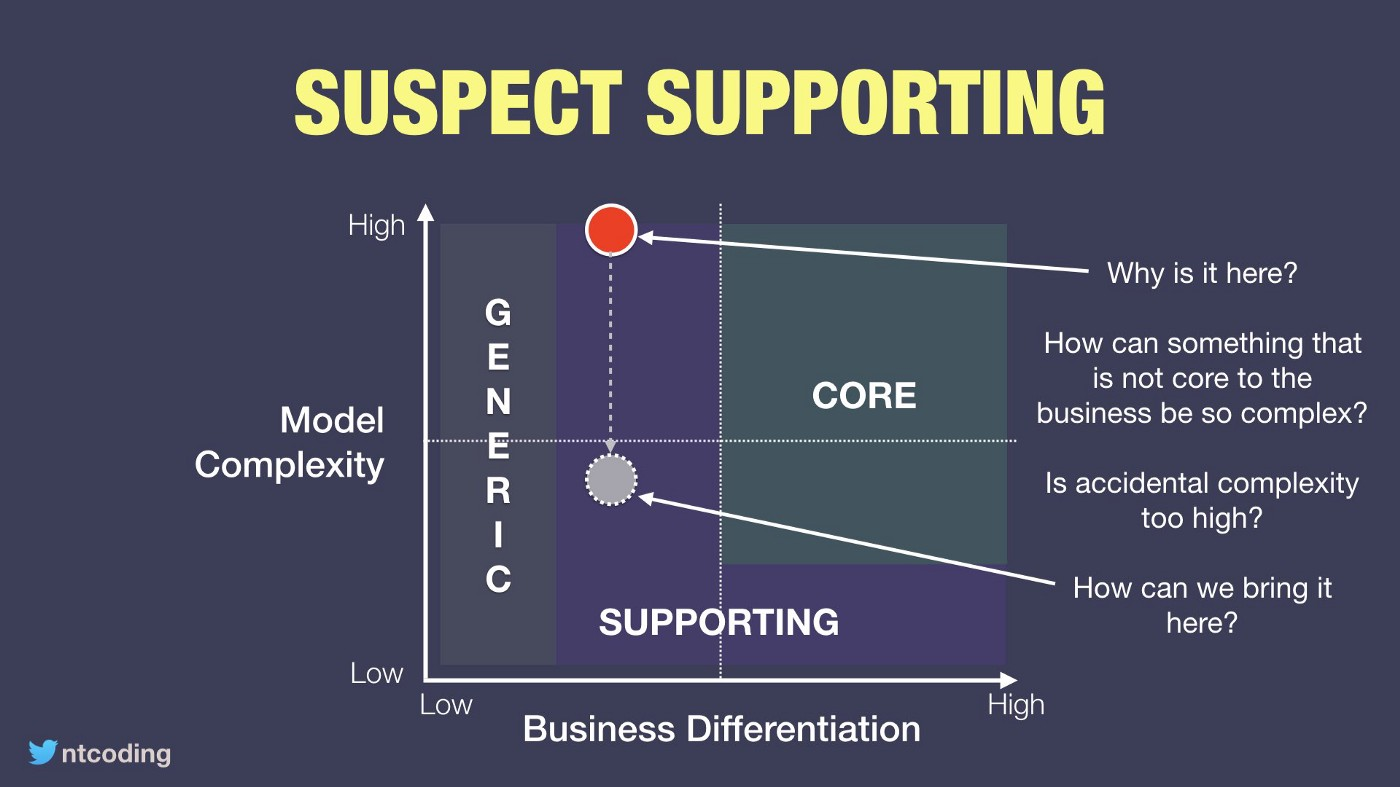 SUSPECT SUPPORTING
High
GENERIC
CORE
SUPPORTING
Model
Complexity
Low
Low
High
Business Differentiation
Why is it here?
How can something that
is not core to the
business be so complex?
Is accidental complexity
too high?
How can we bring it
here?
ntcoding